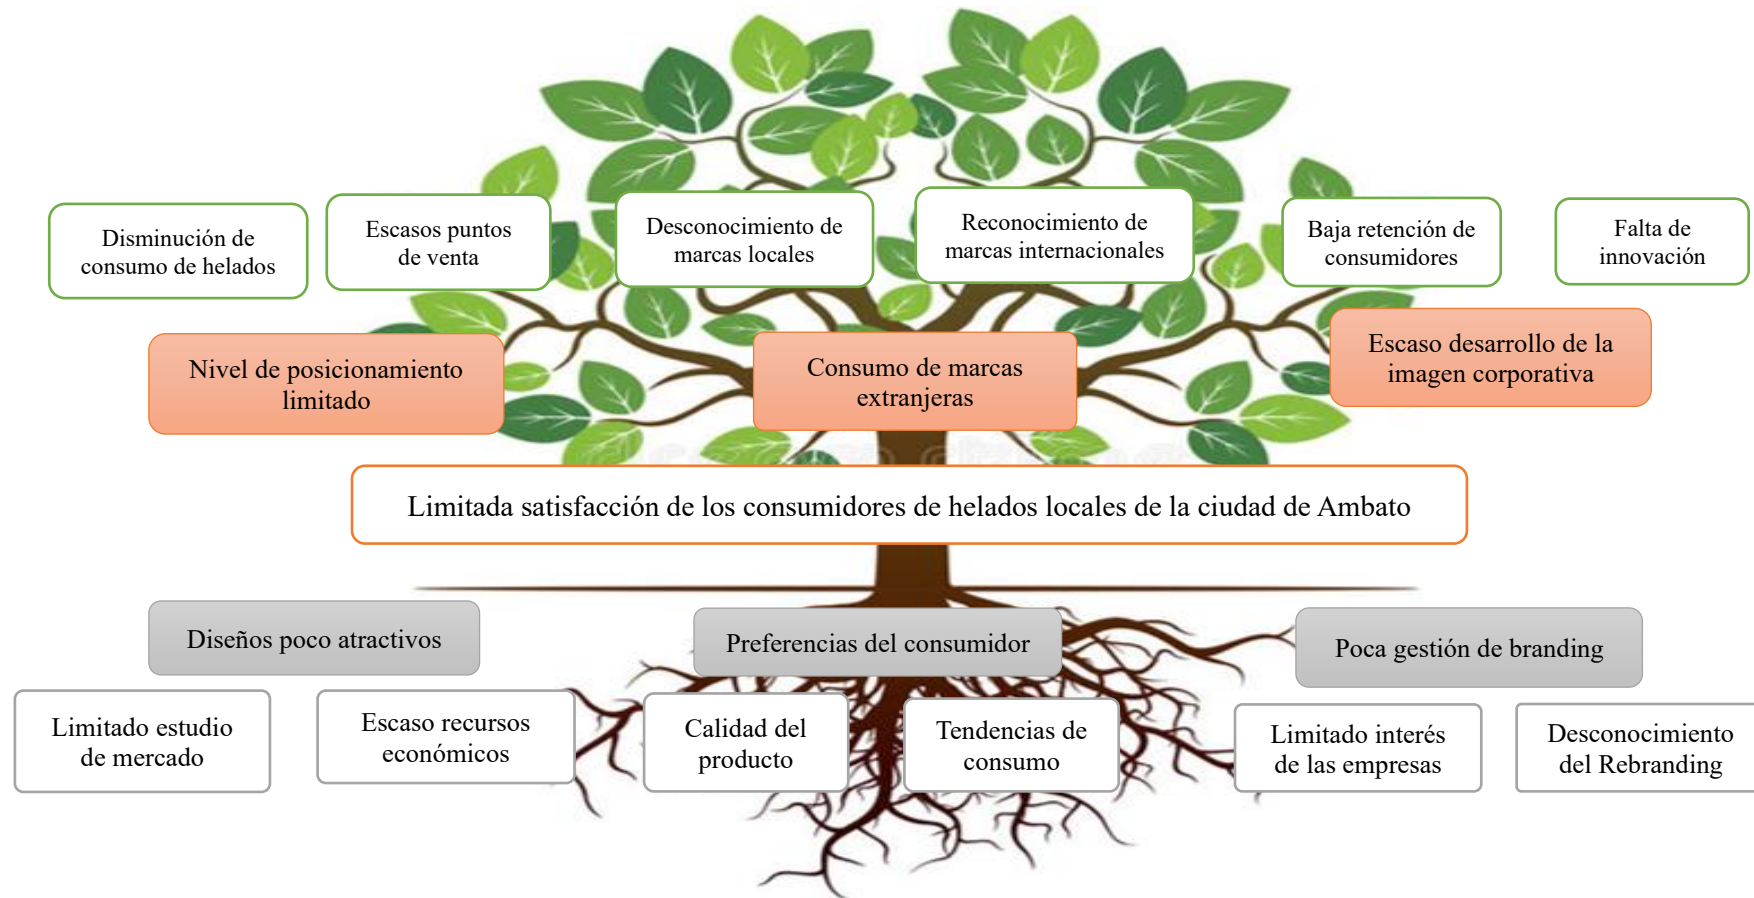 Disminución de
consumo de helados
Escasos puntos
de venta
Desconocimiento de
marcas locales
Reconocimiento de
marcas internacionales
Baja retención de
consumidores
Falta de
innovación
Nivel de posicionamiento
limitado
Consumo de marcas
extranjeras
Escaso desarrollo de la
imagen corporativa
Limitada satisfacción de los consumidores de helados locales de la ciudad de Ambato
Diseños poco atractivos
Preferencias del consumidor
Poca gestión de branding
Limitado estudio
de mercado
Escaso recursos
económicos
Calidad del
producto
Tendencias de
consumo
Limitado interés
de las empresas
Desconocimiento
del Rebranding